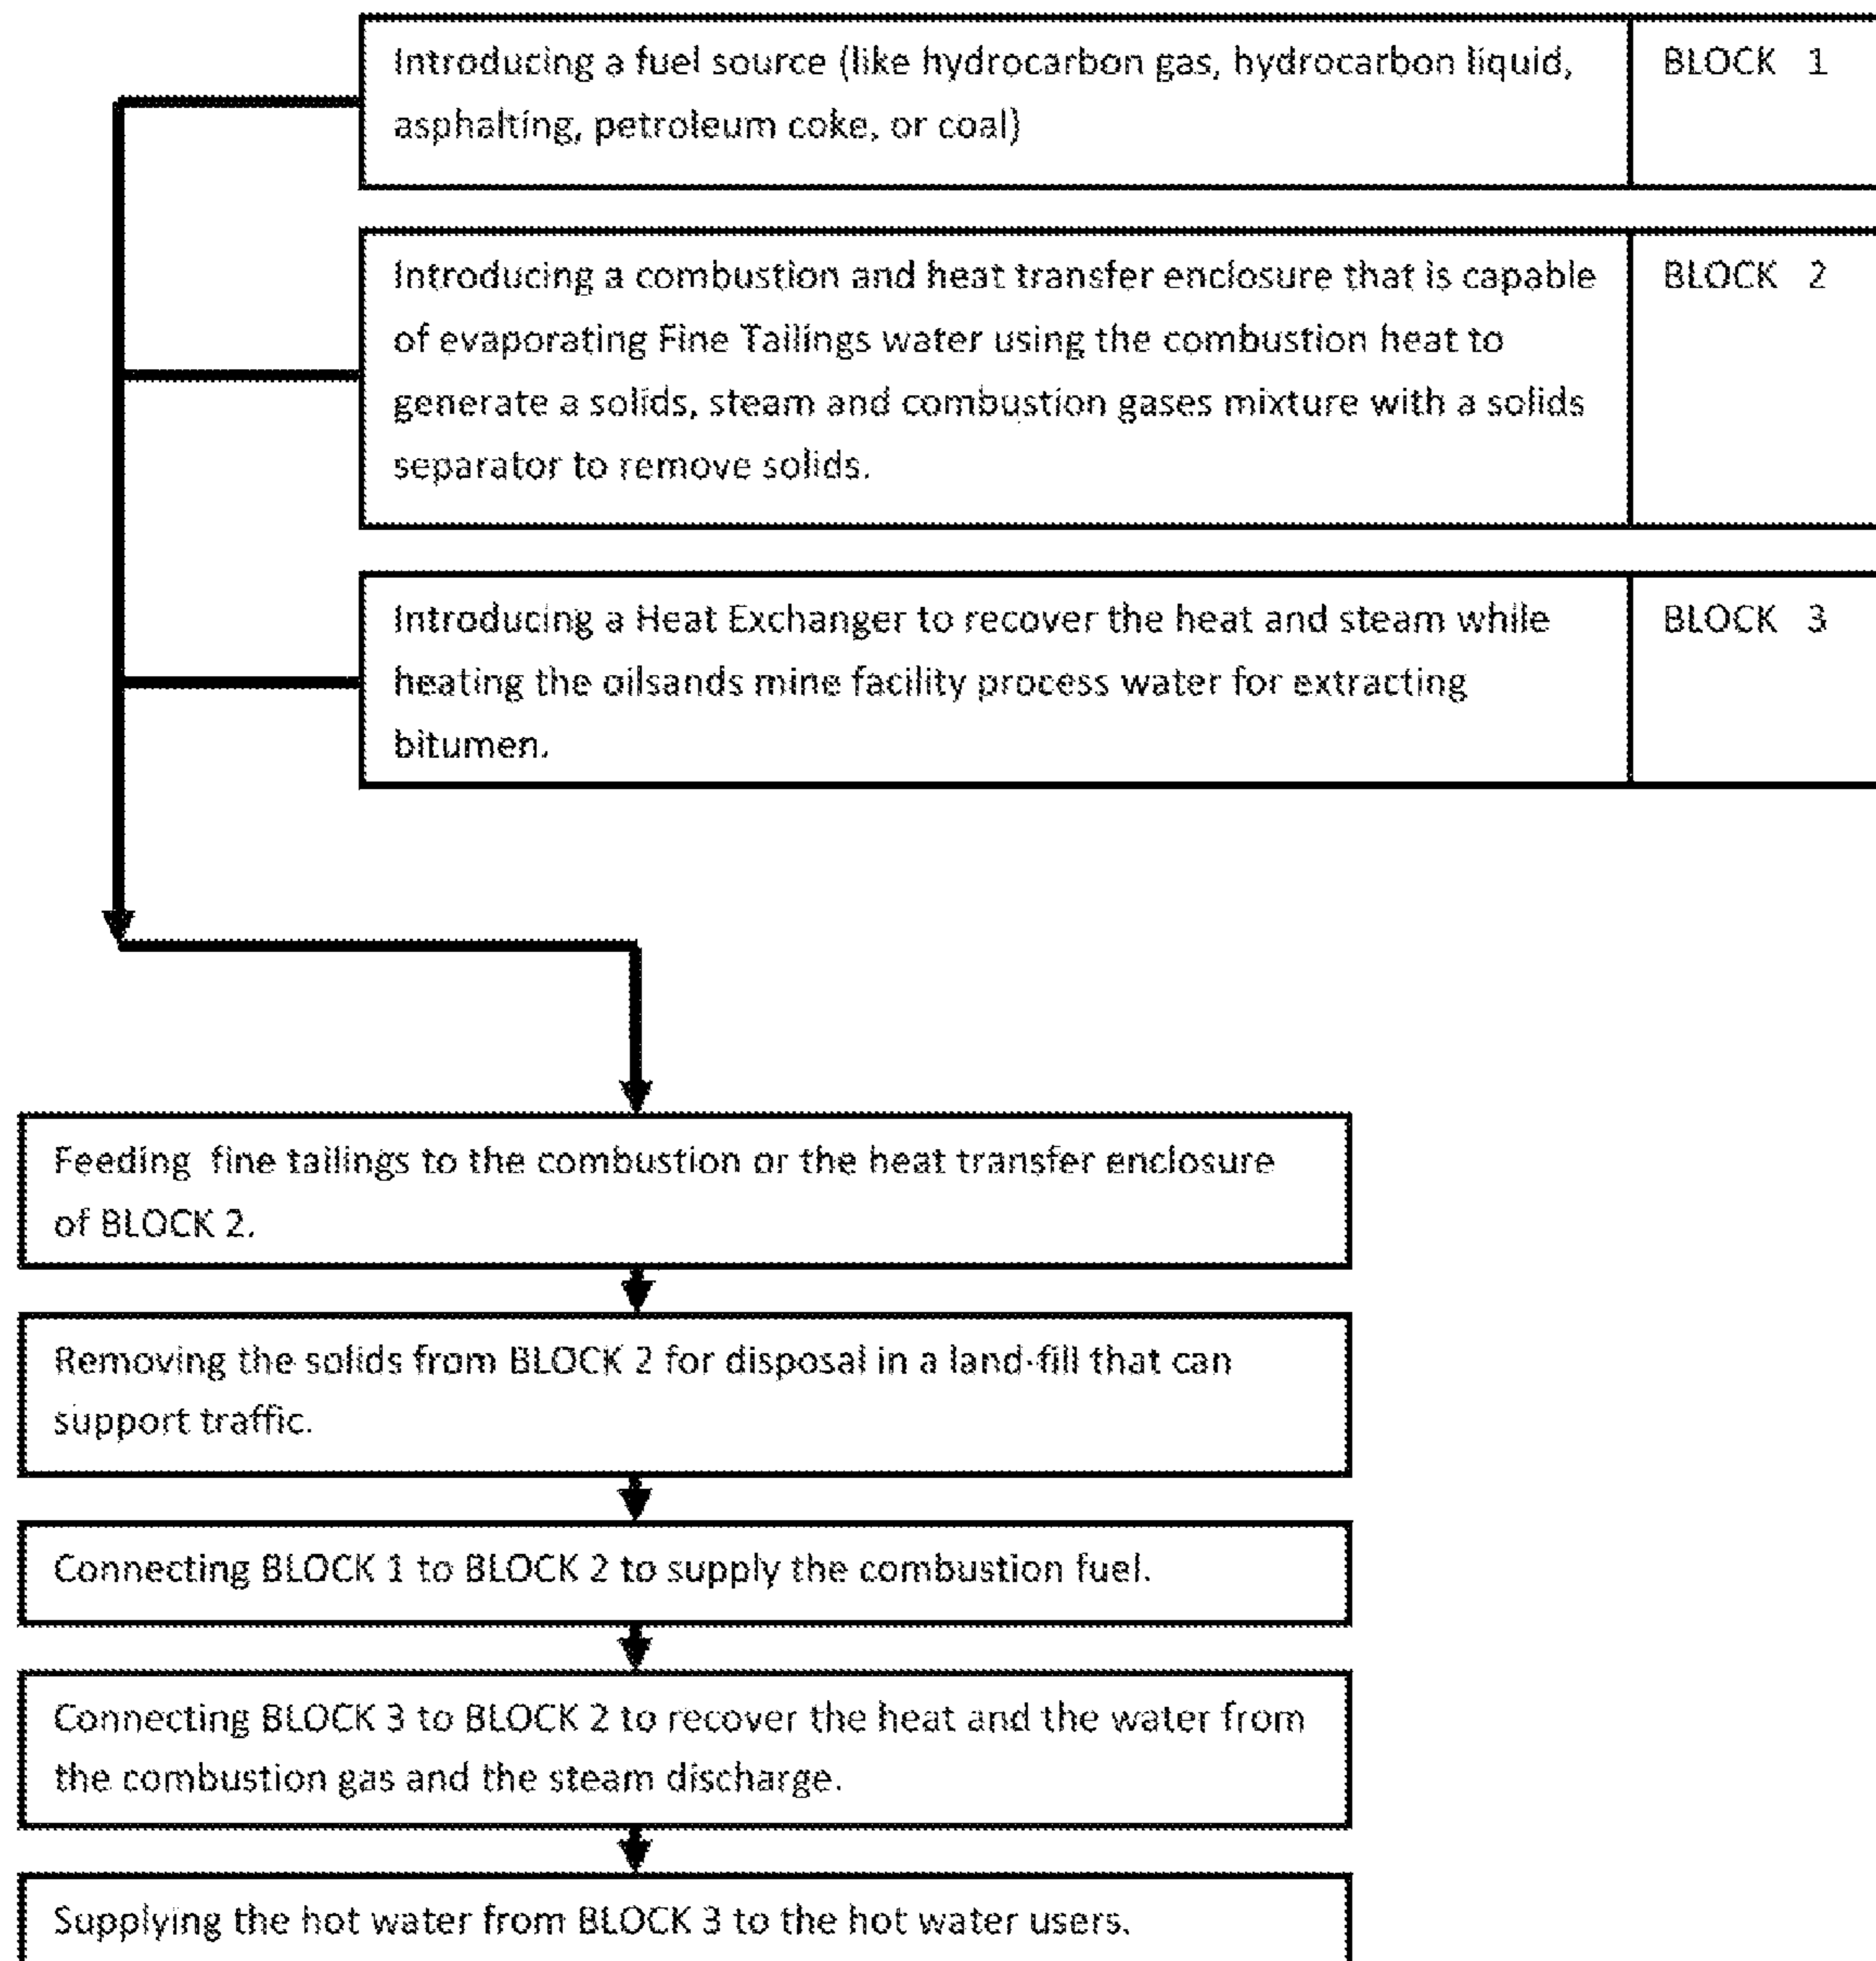 Introducing a fuel source (like hydrocarbon gas, hydrocarbon liquid,
asphalting, petroleum coke, or coal)
BLOCK 1
Introducing a combustion and heat transfer enclosure that is capable
of evaporating Fine Tailings water using the combustion heat to
generate a solids, steam and combustion gases mixture with a solids
separator to remove solids.
BLOCK 2
Introducing a Heat Exchanger to recover the heat and steam while
heating the oilsands mine facility process water for extracting
bitumen.
BLOCK 3
Feeding fine tailings to the combustion or the heat transfer enclosure
of BLOCK 2.
Removing the solids from BLOCK 2 for disposal in a land-fill that can
support traffic.
Connecting BLOCK 1 to BLOCK 2 to supply the combustion fuel.
Connecting BLOCK 3 to BLOCK 2 to recover the heat and the water from
the combustion gas and the steam discharge.
Supplying the hot water from BLOCK 3 to the hot water users.